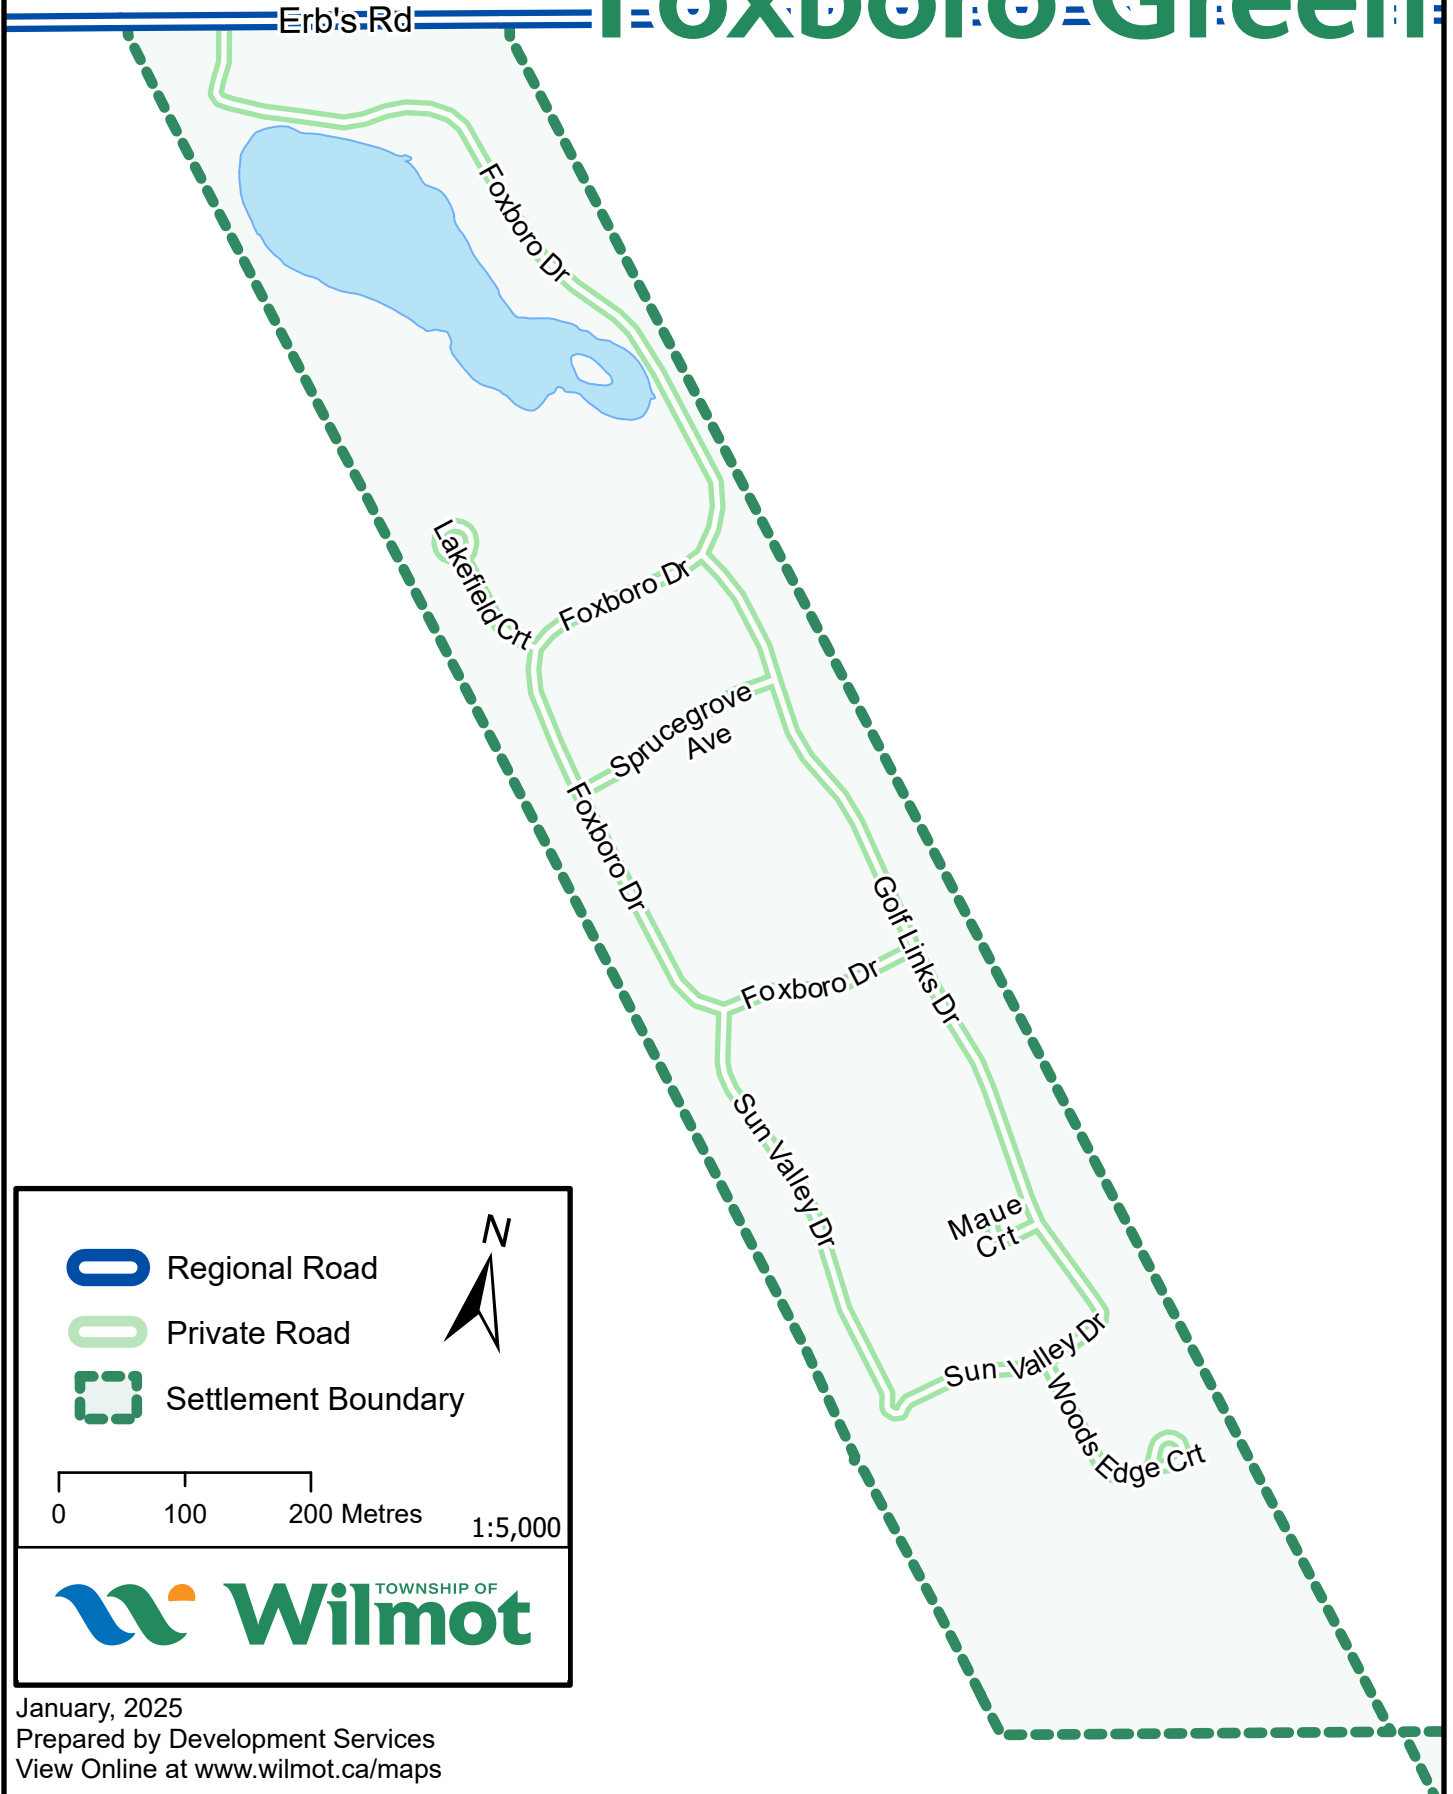 Erb's Rd
Foxboro Green
Foxboro Dr
Lakefield Crt
Foxboro Dr
Sprucegrove
Ave
Foxboro Dr
Golf Links Dr
Foxboro Dr
Sun Valley Dr
Maue
Crt
Sun Valley Dr
Woods Edge Crt
N
Regional Road
Private Road
Settlement Boundary
0 100 200 Metres
1:5,000
TOWNSHIP OF
Wilmot
January, 2025
Prepared by Development Services
View Online at www.wilmot.ca/maps